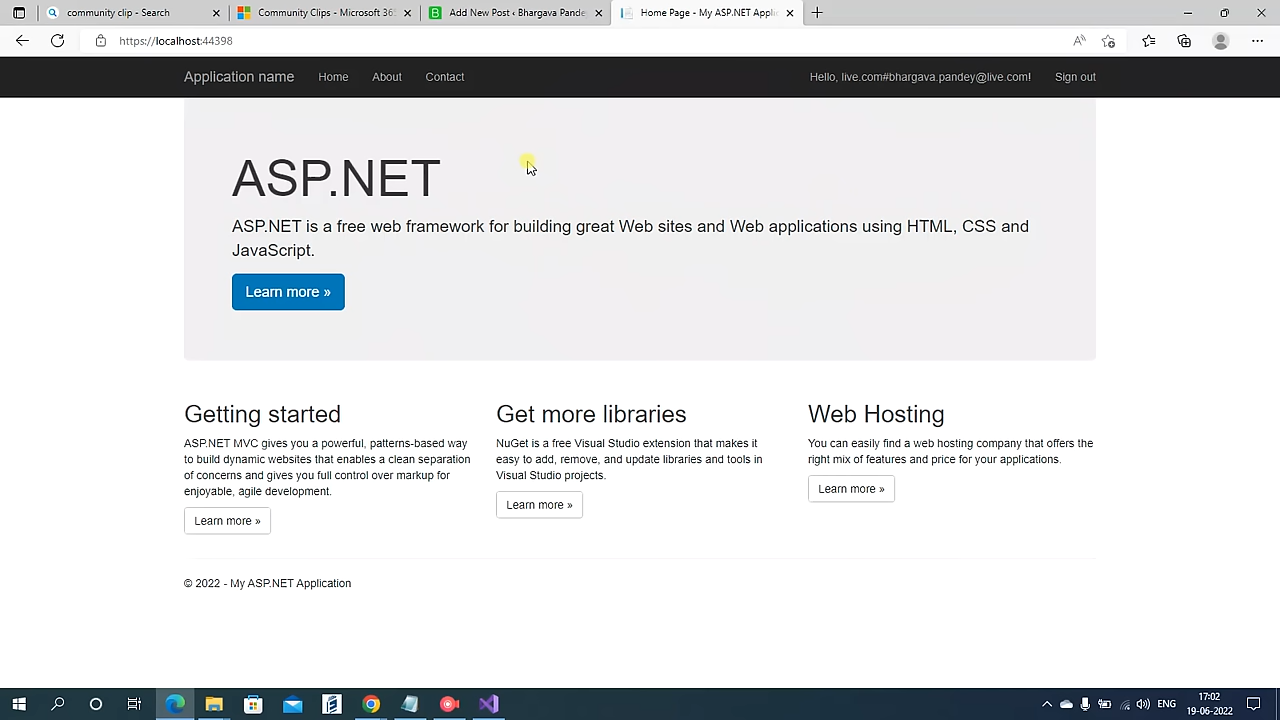 community clip - Search
Community Clips - Microsoft 365
Add New Post ‹ Bhargava Pande
Home Page - My ASP.NET Applic
https://localhost:44398
Application name
Home
About
Contact
Hello, live.com#bhargava.pandey@live.com!
Sign out
ASP.NET
ASP.NET is a free web framework for building great Web sites and Web applications using HTML, CSS and
JavaScript.
Learn more »
Getting started
ASP.NET MVC gives you a powerful, patterns-based way
to build dynamic websites that enables a clean separation
of concerns and gives you full control over markup for
enjoyable, agile development.
Learn more »
Get more libraries
NuGet is a free Visual Studio extension that makes it
easy to add, remove, and update libraries and tools in
Visual Studio projects.
Learn more »
Web Hosting
You can easily find a web hosting company that offers the
right mix of features and price for your applications.
Learn more »
© 2022 - My ASP.NET Application
ENG
17:02
19-06-2022